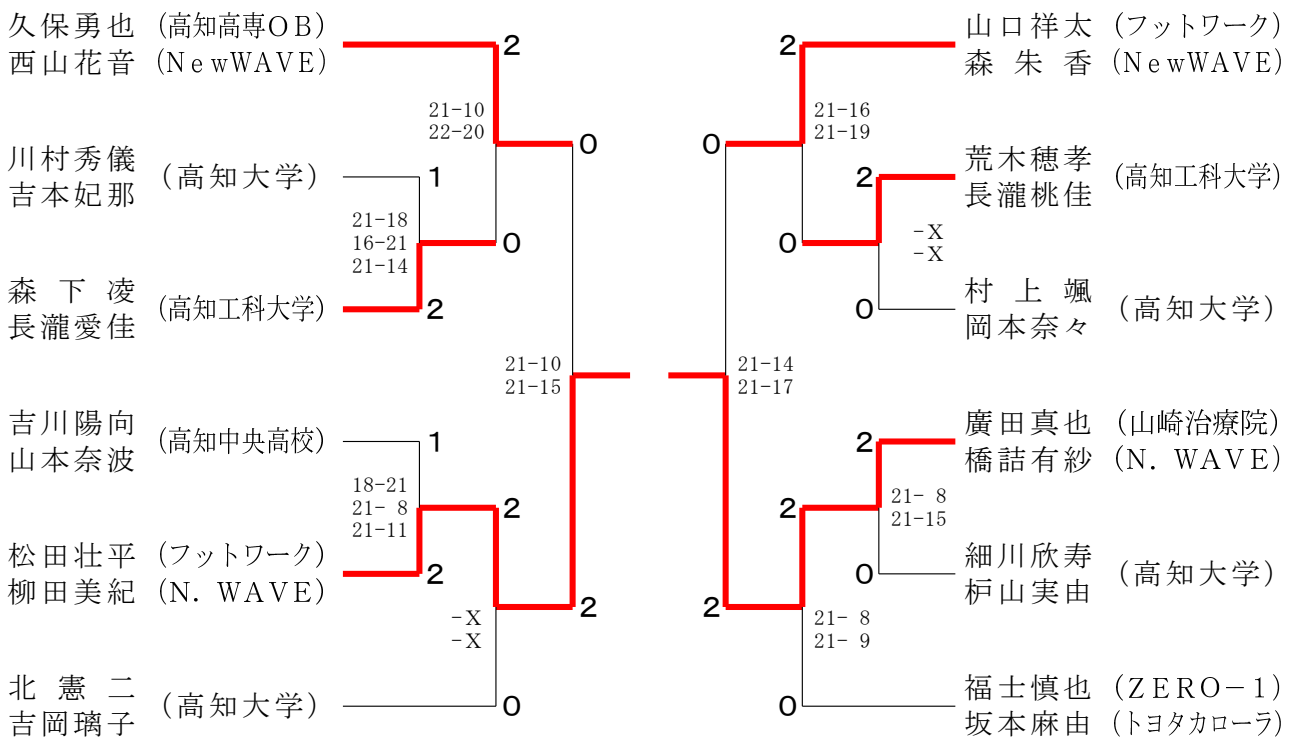 久保勇也 (高知高専OB)
西山花音 (NewWAVE)
2
21-10
22-20
0
川村秀儀
吉本妃那
(高知大学)
1
21-18
16-21
21-14
0
森下凌
長瀧愛佳
(高知工科大学)
2
21-10
21-15
吉川陽向
山本奈波
(高知中央高校)
1
18-21
21- 8
21-11
2
松田壮平 (フットワーク)
柳田美紀 (N. WAVE)
2
-X
-X
2
北憲二
吉岡璃子
(高知大学)
0
2
山口祥太 (フットワーク)
森朱香 (NewWAVE)
21-16
21-19
0
2
荒木穂孝
長瀧桃佳
(高知工科大学)
0
-X
-X
0
村上颯
岡本奈々
(高知大学)
21-14
21-17
2
廣田真也 (山崎治療院)
橋詰有紗 (N. WAVE)
2
21- 8
21-15
0
細川欣寿
枦山実由
(高知大学)
2
21- 8
21- 9
0
福士慎也 (ZERO-1)
坂本麻由 (トヨタカローラ)